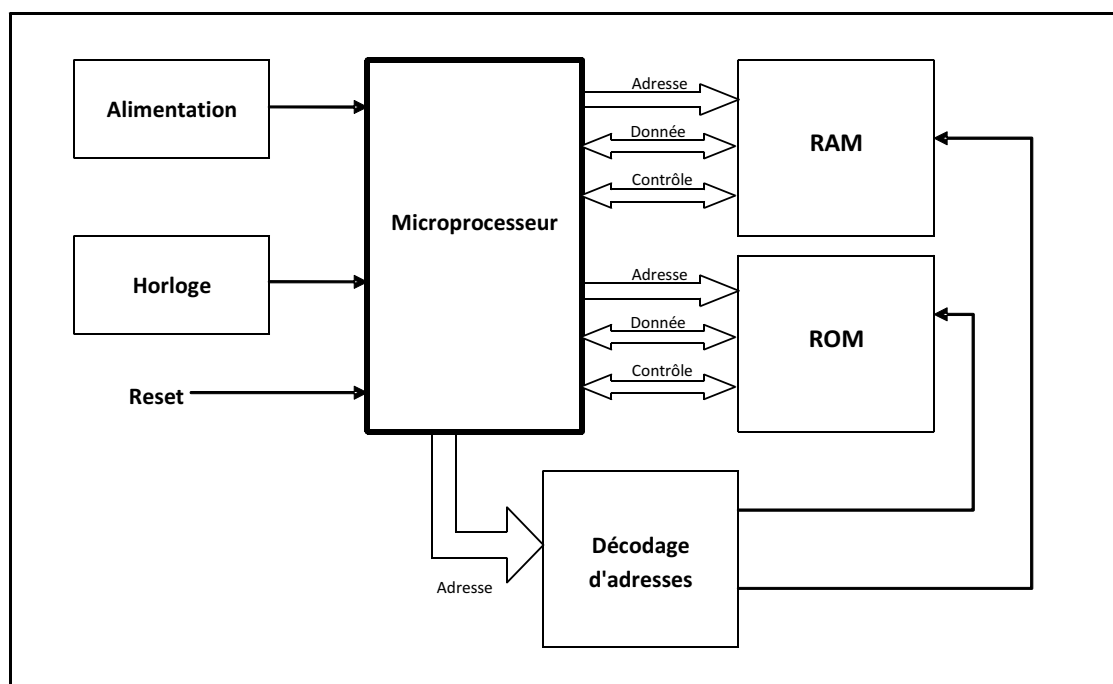 Alimentation
Horloge
Reset
Microprocesseur
Adresse
Donnée
Contrôle
RAM
Adresse
Donnée
Contrôle
ROM
Adresse
Décodage
d'adresses